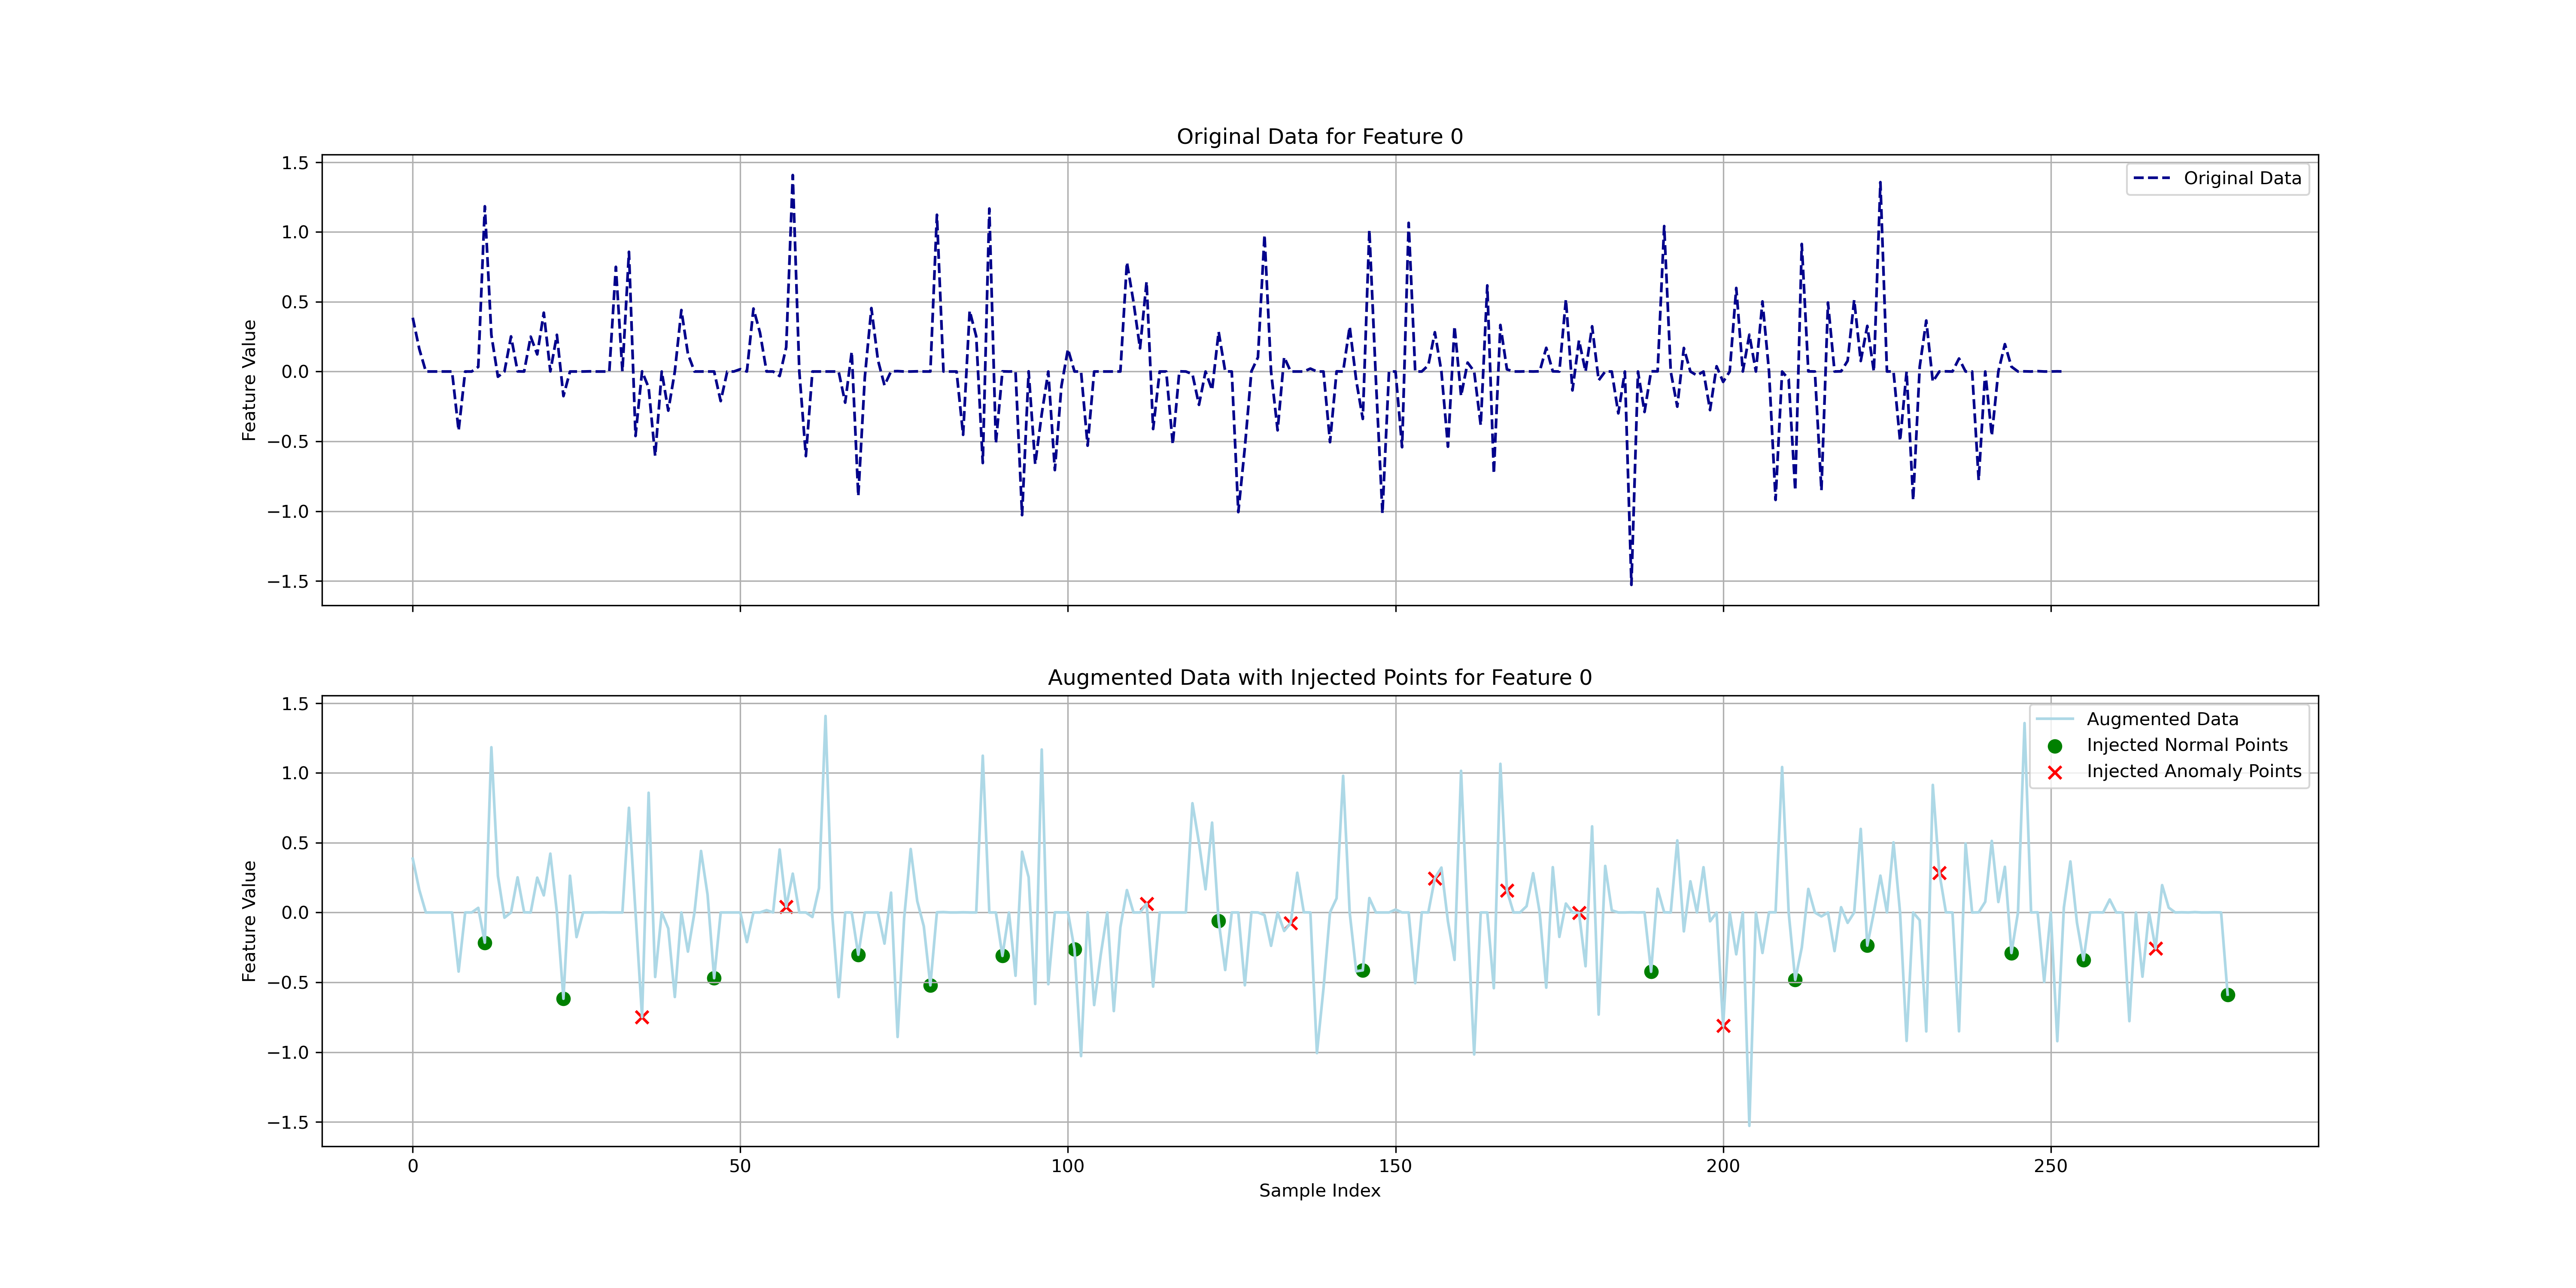 Original Data for Feature 0
1.5
1.0
0.5
0.0
−0.5
−1.0
−1.5
Feature Value
Original Data
Augmented Data with Injected Points for Feature 0
1.5
1.0
0.5
0.0
−0.5
−1.0
−1.5
Feature Value
Augmented Data
Injected Normal Points
Injected Anomaly Points
0 50 100 150 200 250
Sample Index